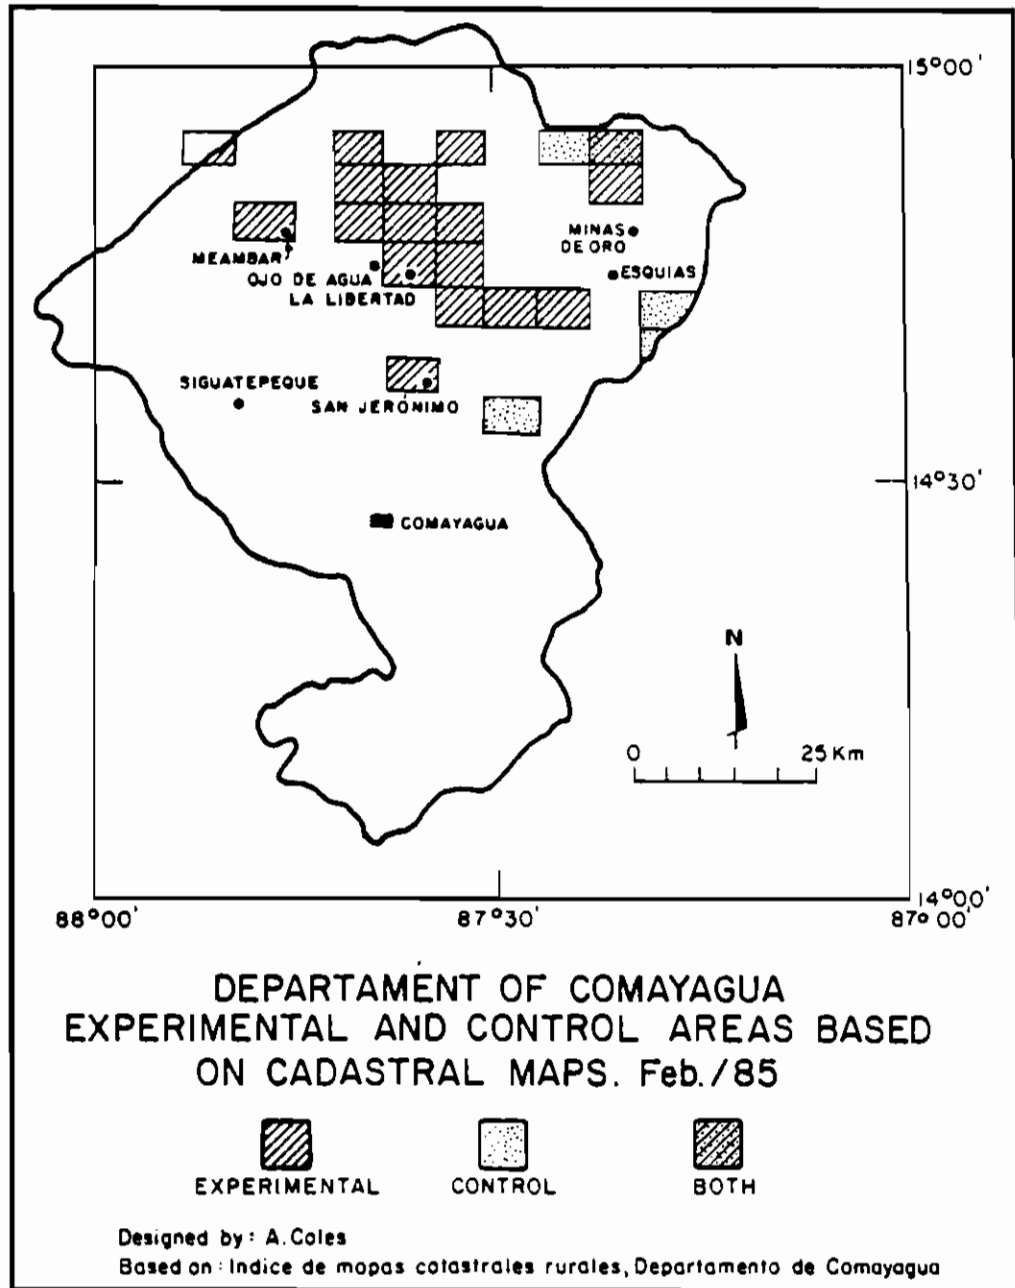 15°00'
MINAS
DE ORO
MEAMBAR
OJO DE AGUA
ESQUIAS
LA LIBERTAD
SIGUATEPEQUE
SAN JERÓNIMO
14°30'
COMAYAGUA
N
0 25 Km
14°00'
88°00' 87°30' 87°00'
DEPARTAMENT OF COMAYAGUA
EXPERIMENTAL AND CONTROL AREAS BASED
ON CADASTRAL MAPS. Feb./85
EXPERIMENTAL CONTROL BOTH
Designed by: A. Coles
Based on: Indice de mapas catastrales rurales, Departamento de Comayagua